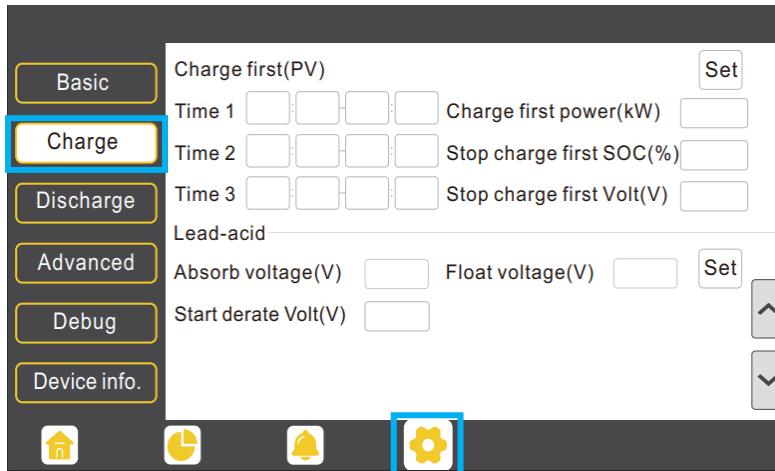 Basic
Charge
Discharge
Advanced
Debug
Device info.
Charge first(PV) Set
Time 1 : - : Charge first power(kW)
Time 2 : - : Stop charge first SOC(%)
Time 3 : - : Stop charge first Volt(V)
Lead-acid
Absorb voltage(V) Float voltage(V) Set
Start derate Volt(V)